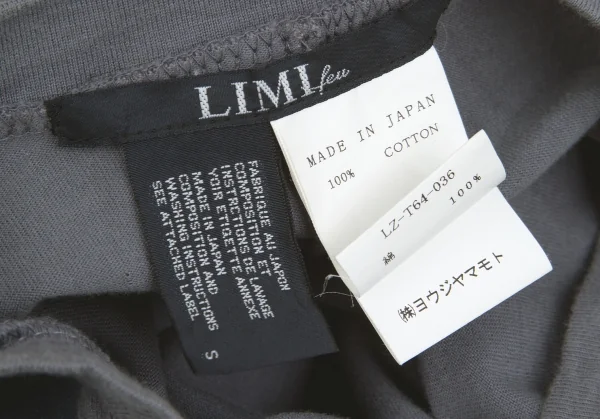 LIMI feu
FABRIQUE AU JAPON
COMPOSITION ET
INSTRCTIONS DE LAVAGE
VOIR ETIGETTE ANNEXE
MADE IN JAPAN
COMPOSITION AND
WASHING INSTRUCTIONS
SEE ATTACHED LABEL
S
MADE IN JAPAN
100% COTTON
LZ-T64-036
綿 100%
㈱ヨウジヤマモト